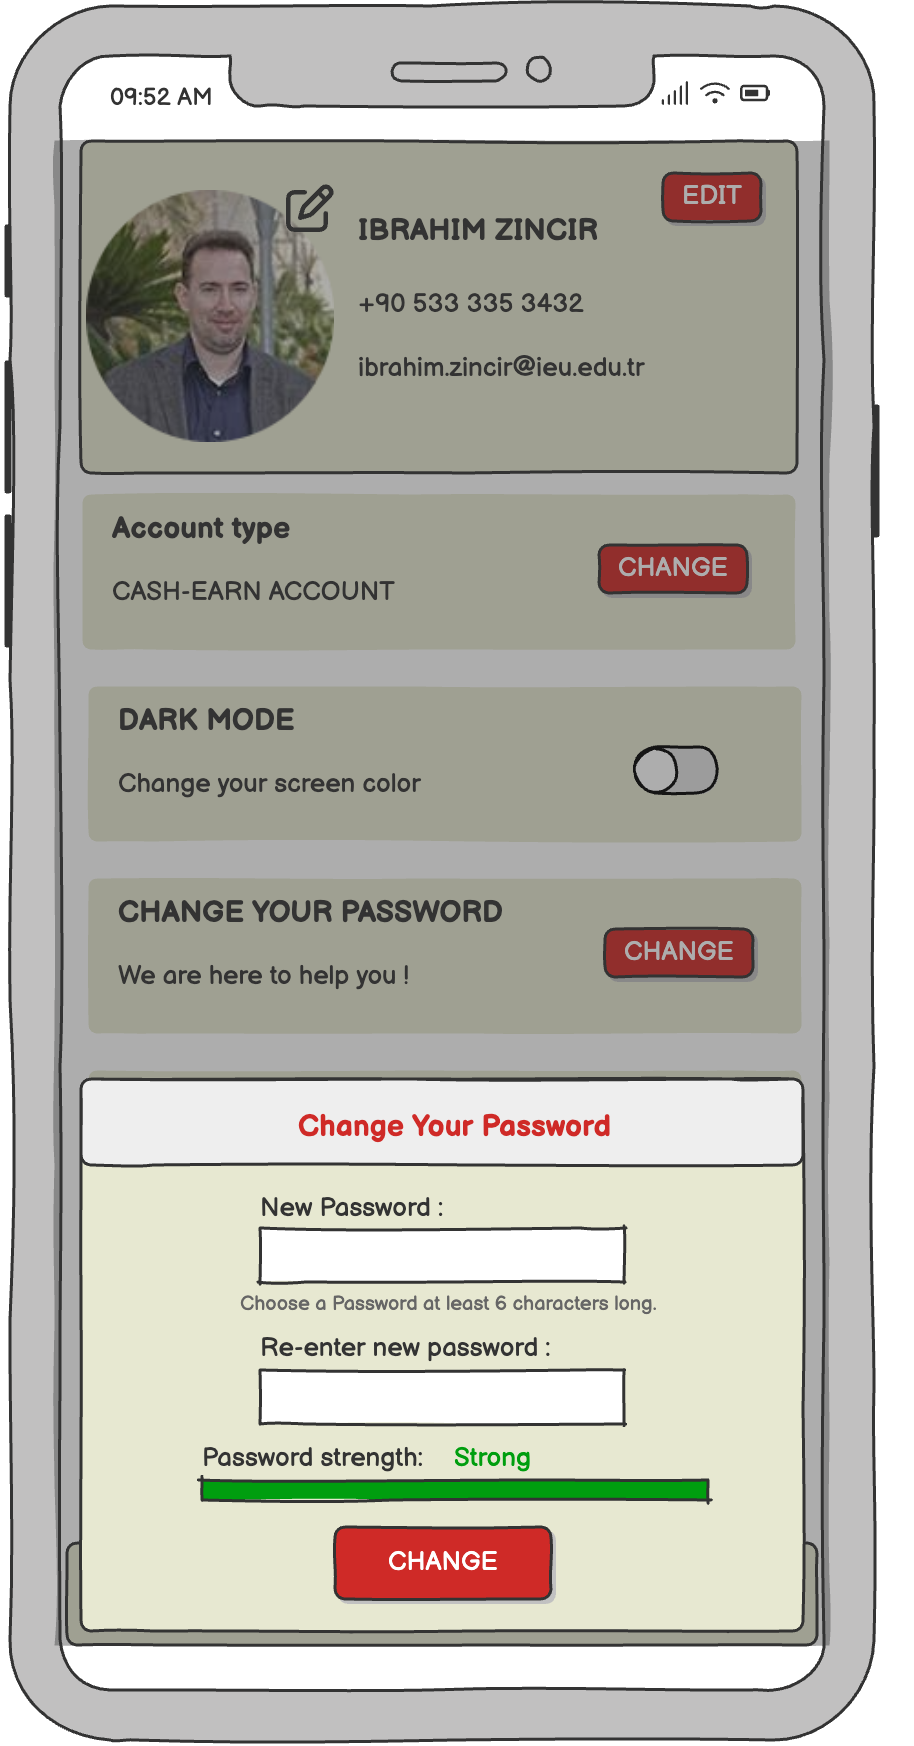 09:52 AM
EDIT
IBRAHIM ZINCIR
+90 533 335 3432
ibrahim.zincir@ieu.edu.tr
Account type
CASH-EARN ACCOUNT
CHANGE
DARK MODE
Change your screen color
CHANGE YOUR PASSWORD
We are here to help you !
CHANGE
Change Your Password
New Password :
Choose a Password at least 6 characters long.
Re-enter new password :
Password strength: Strong
CHANGE